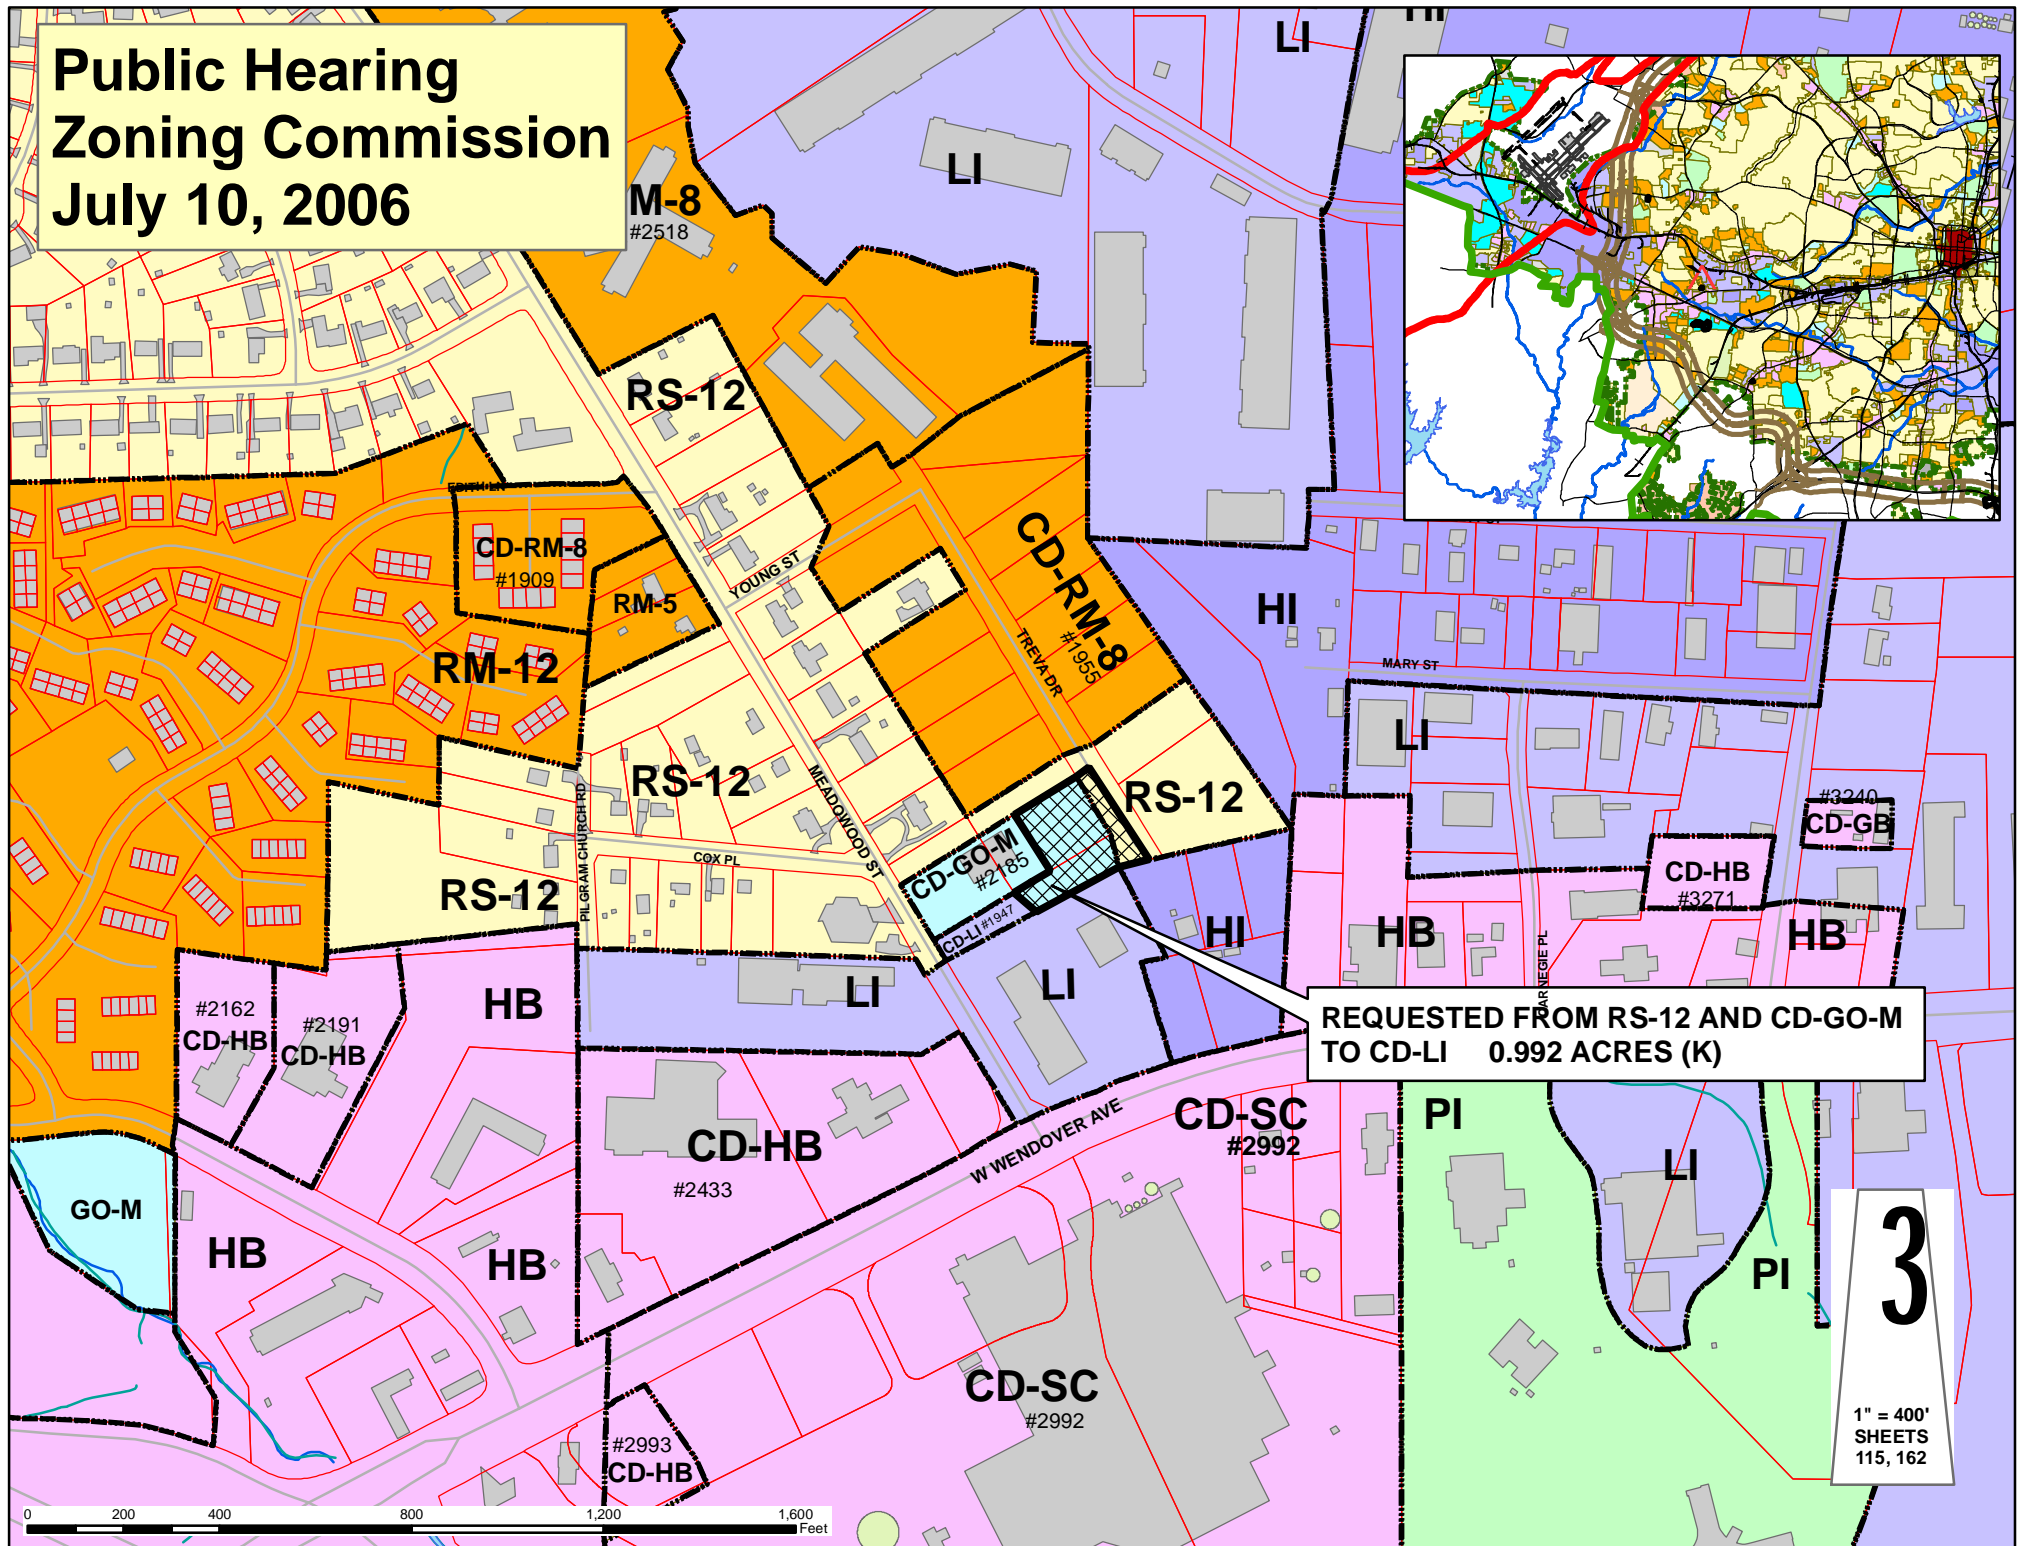 Public Hearing
Zoning Commission
July 10, 2006
LI
HI
LI
M-8
#2518
RS-12
EDITH LN
CD-RM-8
#1909
RM-5
YOUNG ST
CD-RM-8
#1955
TREVA DR
HI
MARY ST
RM-12
LI
RS-12
MEADOWOOD ST
RS-12
#3240
CD-GB
PILGRAM CHURCH RD
COX PL
CD-GO-M
#2185
CD-HB
#3271
RS-12
CD-LI #1947
HI
HB
HB
CARNEGIE PL
LI
LI
HB
#2162
CD-HB
#2191
CD-HB
REQUESTED FROM RS-12 AND CD-GO-M
TO CD-LI 0.992 ACRES (K)
W WENDOVER AVE
CD-SC
#2992
PI
CD-HB
#2433
LI
GO-M
HB
HB
PI
3
CD-SC
#2992
1" = 400'
SHEETS
115, 162
#2993
CD-HB
0 200 400 800 1,200 1,600
Feet